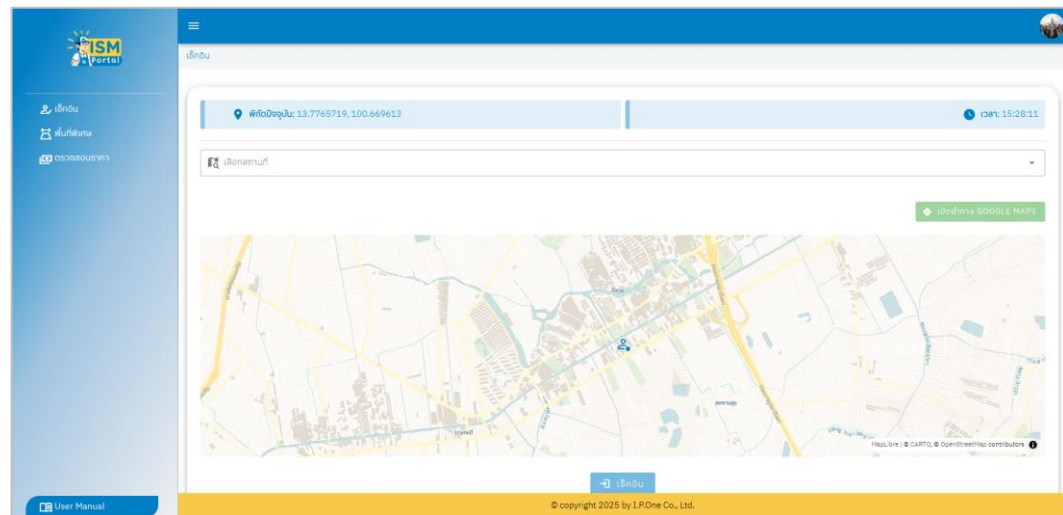 ISM
Portal
เช็คอิน
พื้นที่พิเศษ
ตรวจสอบราคา
User Manual
เช็คอิน
พิกัดปัจจุบัน: 13.7765719, 100.669613
เวลา: 15:28:11
เลือกสถานที่
เปิดนำทาง GOOGLE MAPS
MapLibre | © CARTO, © OpenStreetMap contributors
เช็คอิน
© copyright 2025 by I.P.One Co., Ltd.